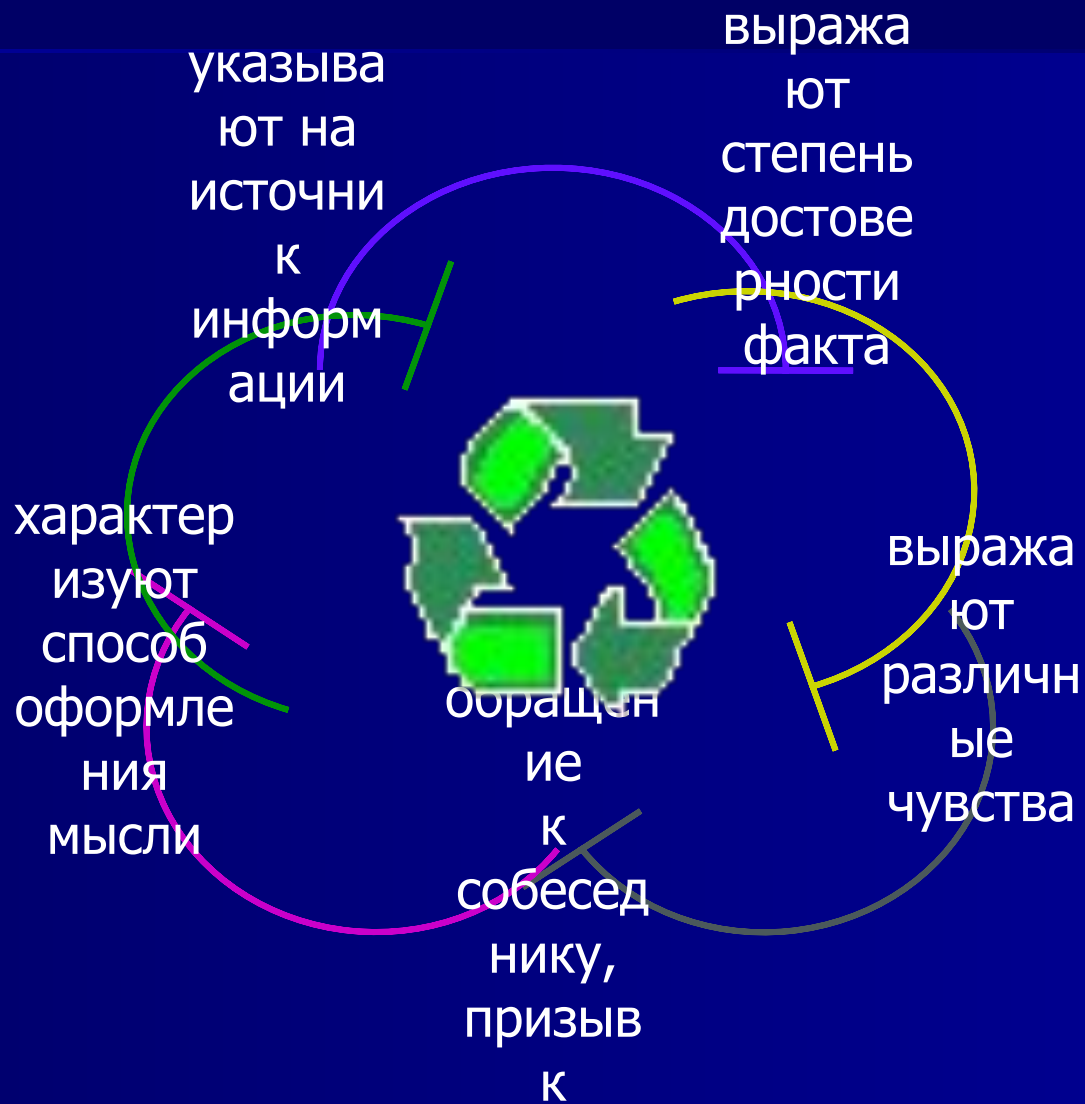 указыва
ют на
источни
к
информ
ации
выража
ют
степень
достове
рности
факта
выража
ют
различн
ые
чувства
обращен
ие
к
собесед
нику,
призыв
к
характер
изуют
способ
оформле
ния
мысли